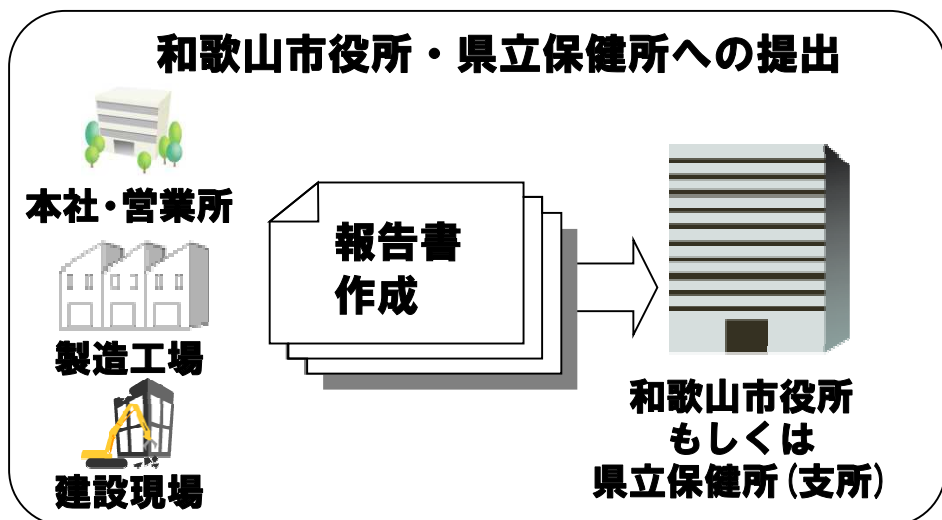 和歌山市役所・県立保健所への提出
本社・営業所
製造工場
建設現場
報告書
作成
和歌山市役所
もしくは
県立保健所(支所)